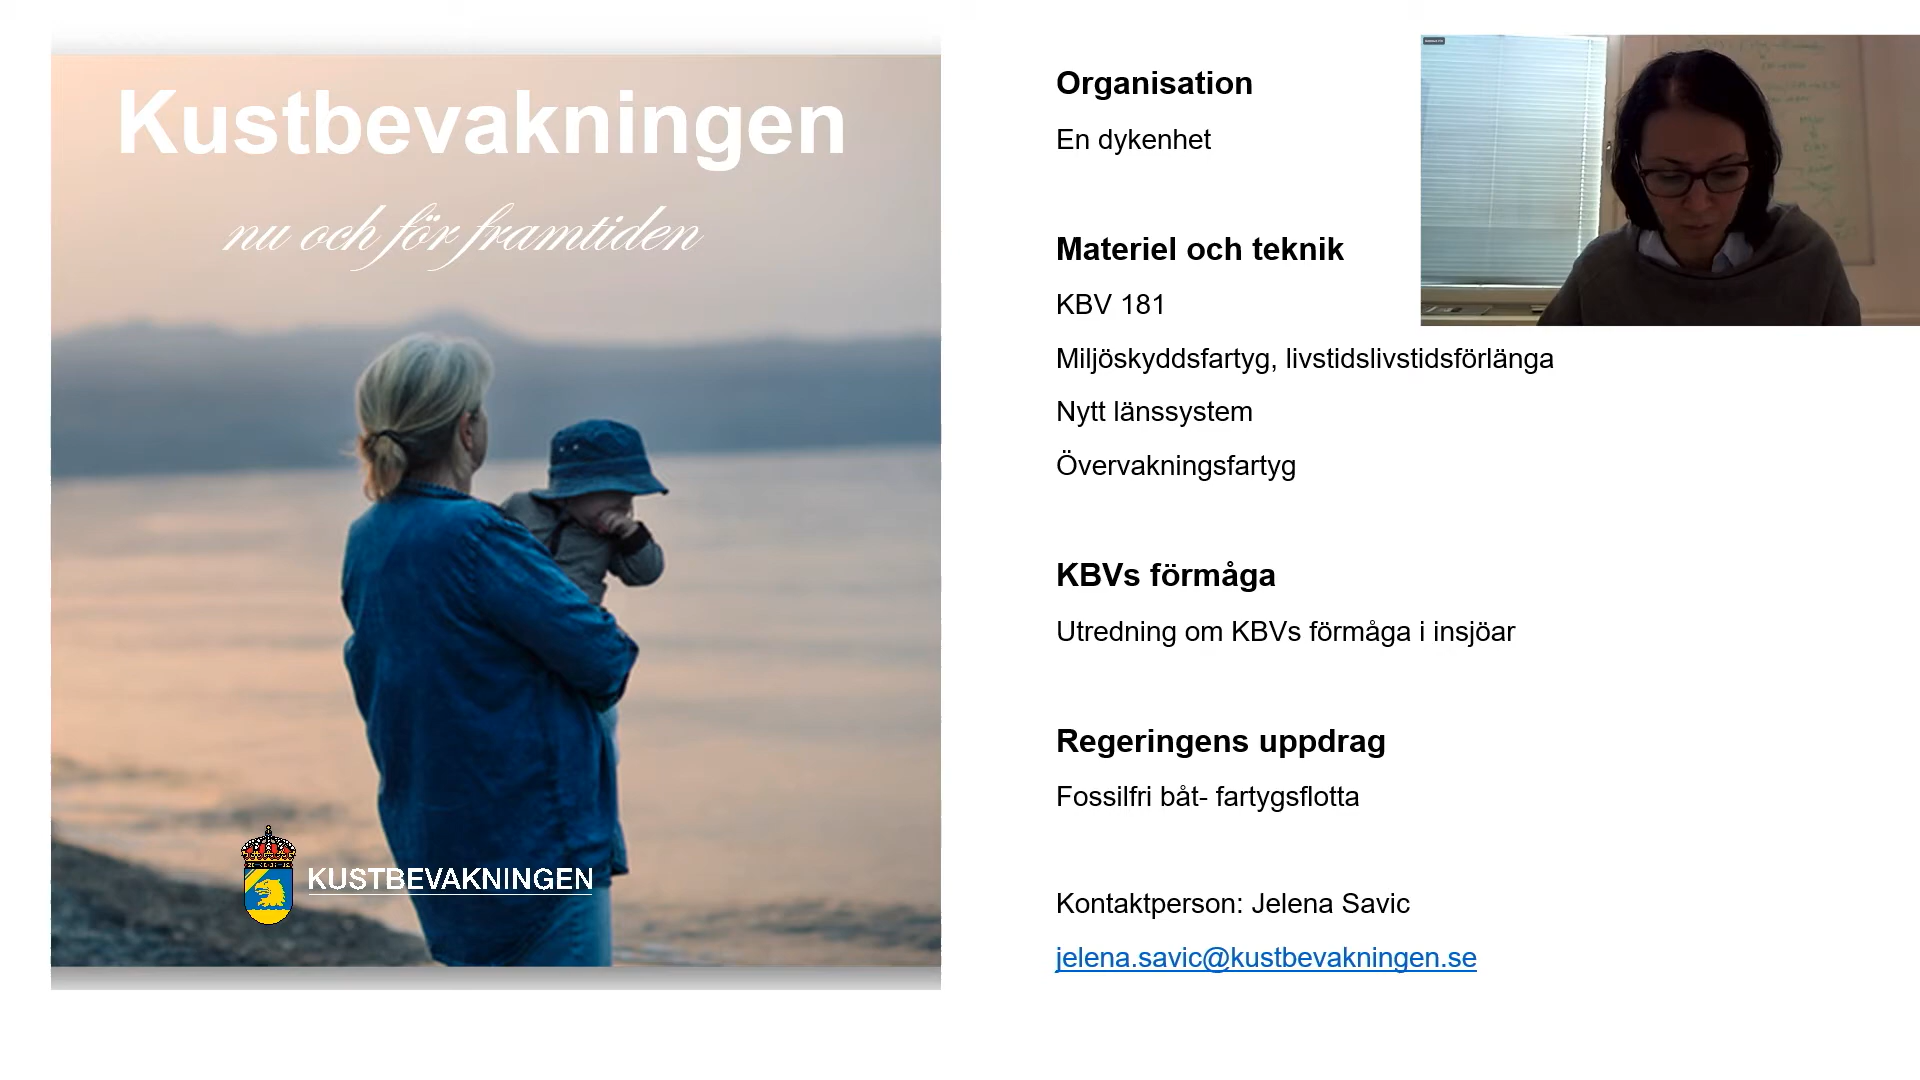 Kustbevakningen
nu och för framtiden
KUSTBEVAKNINGEN
Organisation
En dykenhet
Materiel och teknik
KBV 181
Miljöskyddsfartyg, livstidslivstidsförlänga
Nytt länssystem
Övervakningsfartyg
KBVs förmåga
Utredning om KBVs förmåga i insjöar
Regeringens uppdrag
Fossilfri båt- fartygsflotta
Kontaktperson: Jelena Savic
jelena.savic@kustbevakningen.se